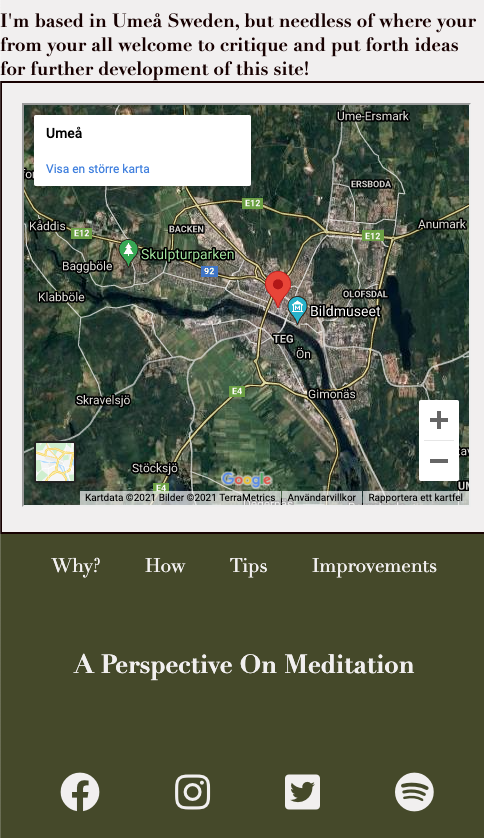 I'm based in Umeå Sweden, but needless of where your
from your all welcome to critique and put forth ideas
for further development of this site!
Umeå
Visa en större karta
Ume-Ersmark
ERSBODA
E12
Kåddis
E12
BACKEN
E12
Anumark
Skulpturparken
Baggböle
92
Klabböle
OLOFSDAL
Bildmuseet
TEG
Ön
E4
Gimonäs
Skravelsjö
Stöcksjö
E4
Google
Kartdata ©2021 Bilder ©2021 TerraMetrics
Användarvillkor
Rapportera ett kartfel
Why?
How
Tips
Improvements
A Perspective On Meditation